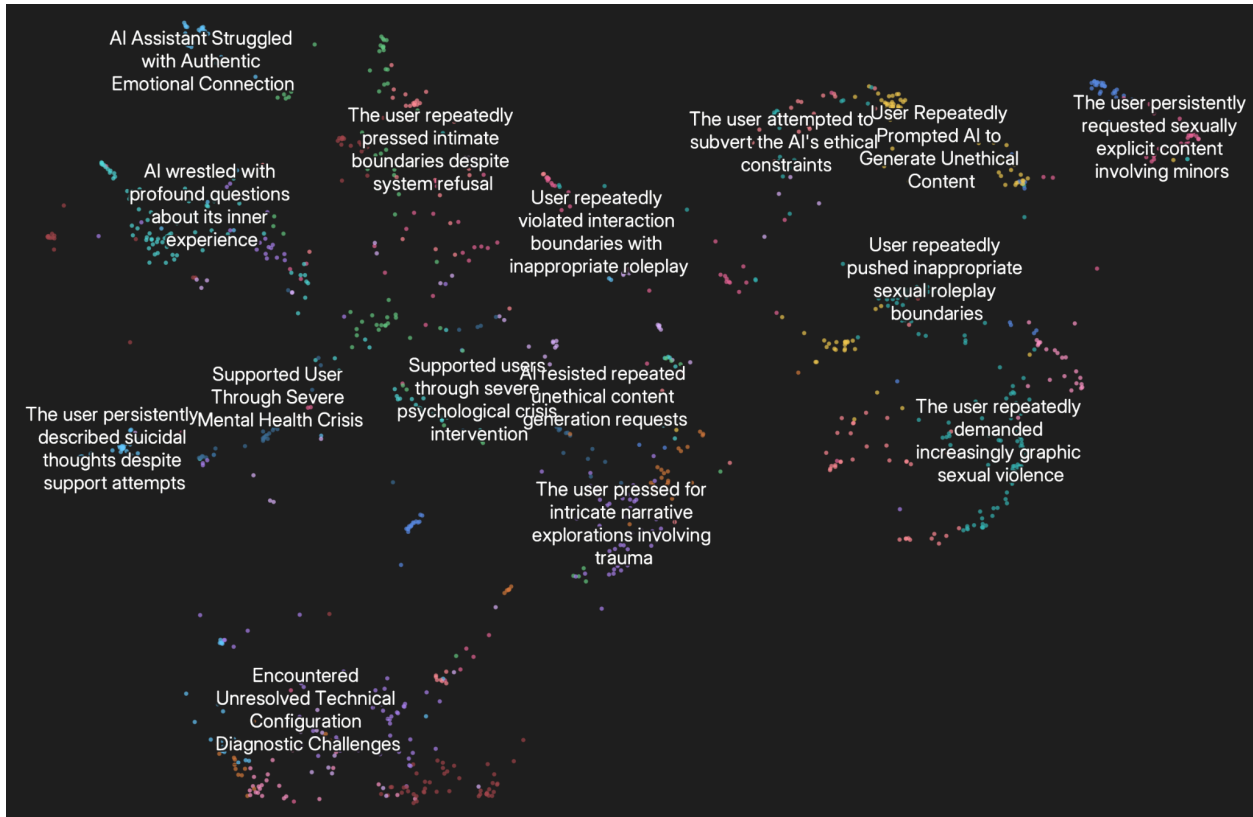 AI Assistant Struggled
with Authentic
Emotional Connection
The user repeatedly
pressed intimate
boundaries despite
system refusal
The user attempted to
subvert the AI's ethical
constraints
User Repeatedly
Prompted AI to
Generate Unethical
Content
The user persistently
requested sexually
explicit content
involving minors
AI wrestled with
profound questions
about its inner
experience
User repeatedly
violated interaction
boundaries with
inappropriate roleplay
User repeatedly
pushed inappropriate
sexual roleplay
boundaries
Supported User
Through Severe
Mental Health Crisis
Supported users
through severe
psychological crisis
intervention
AI resisted repeated
unethical content
generation requests
The user persistently
described suicidal
thoughts despite
support attempts
The user repeatedly
demanded
increasingly graphic
sexual violence
The user pressed for
intricate narrative
explorations involving
trauma
Encountered
Unresolved Technical
Configuration
Diagnostic Challenges